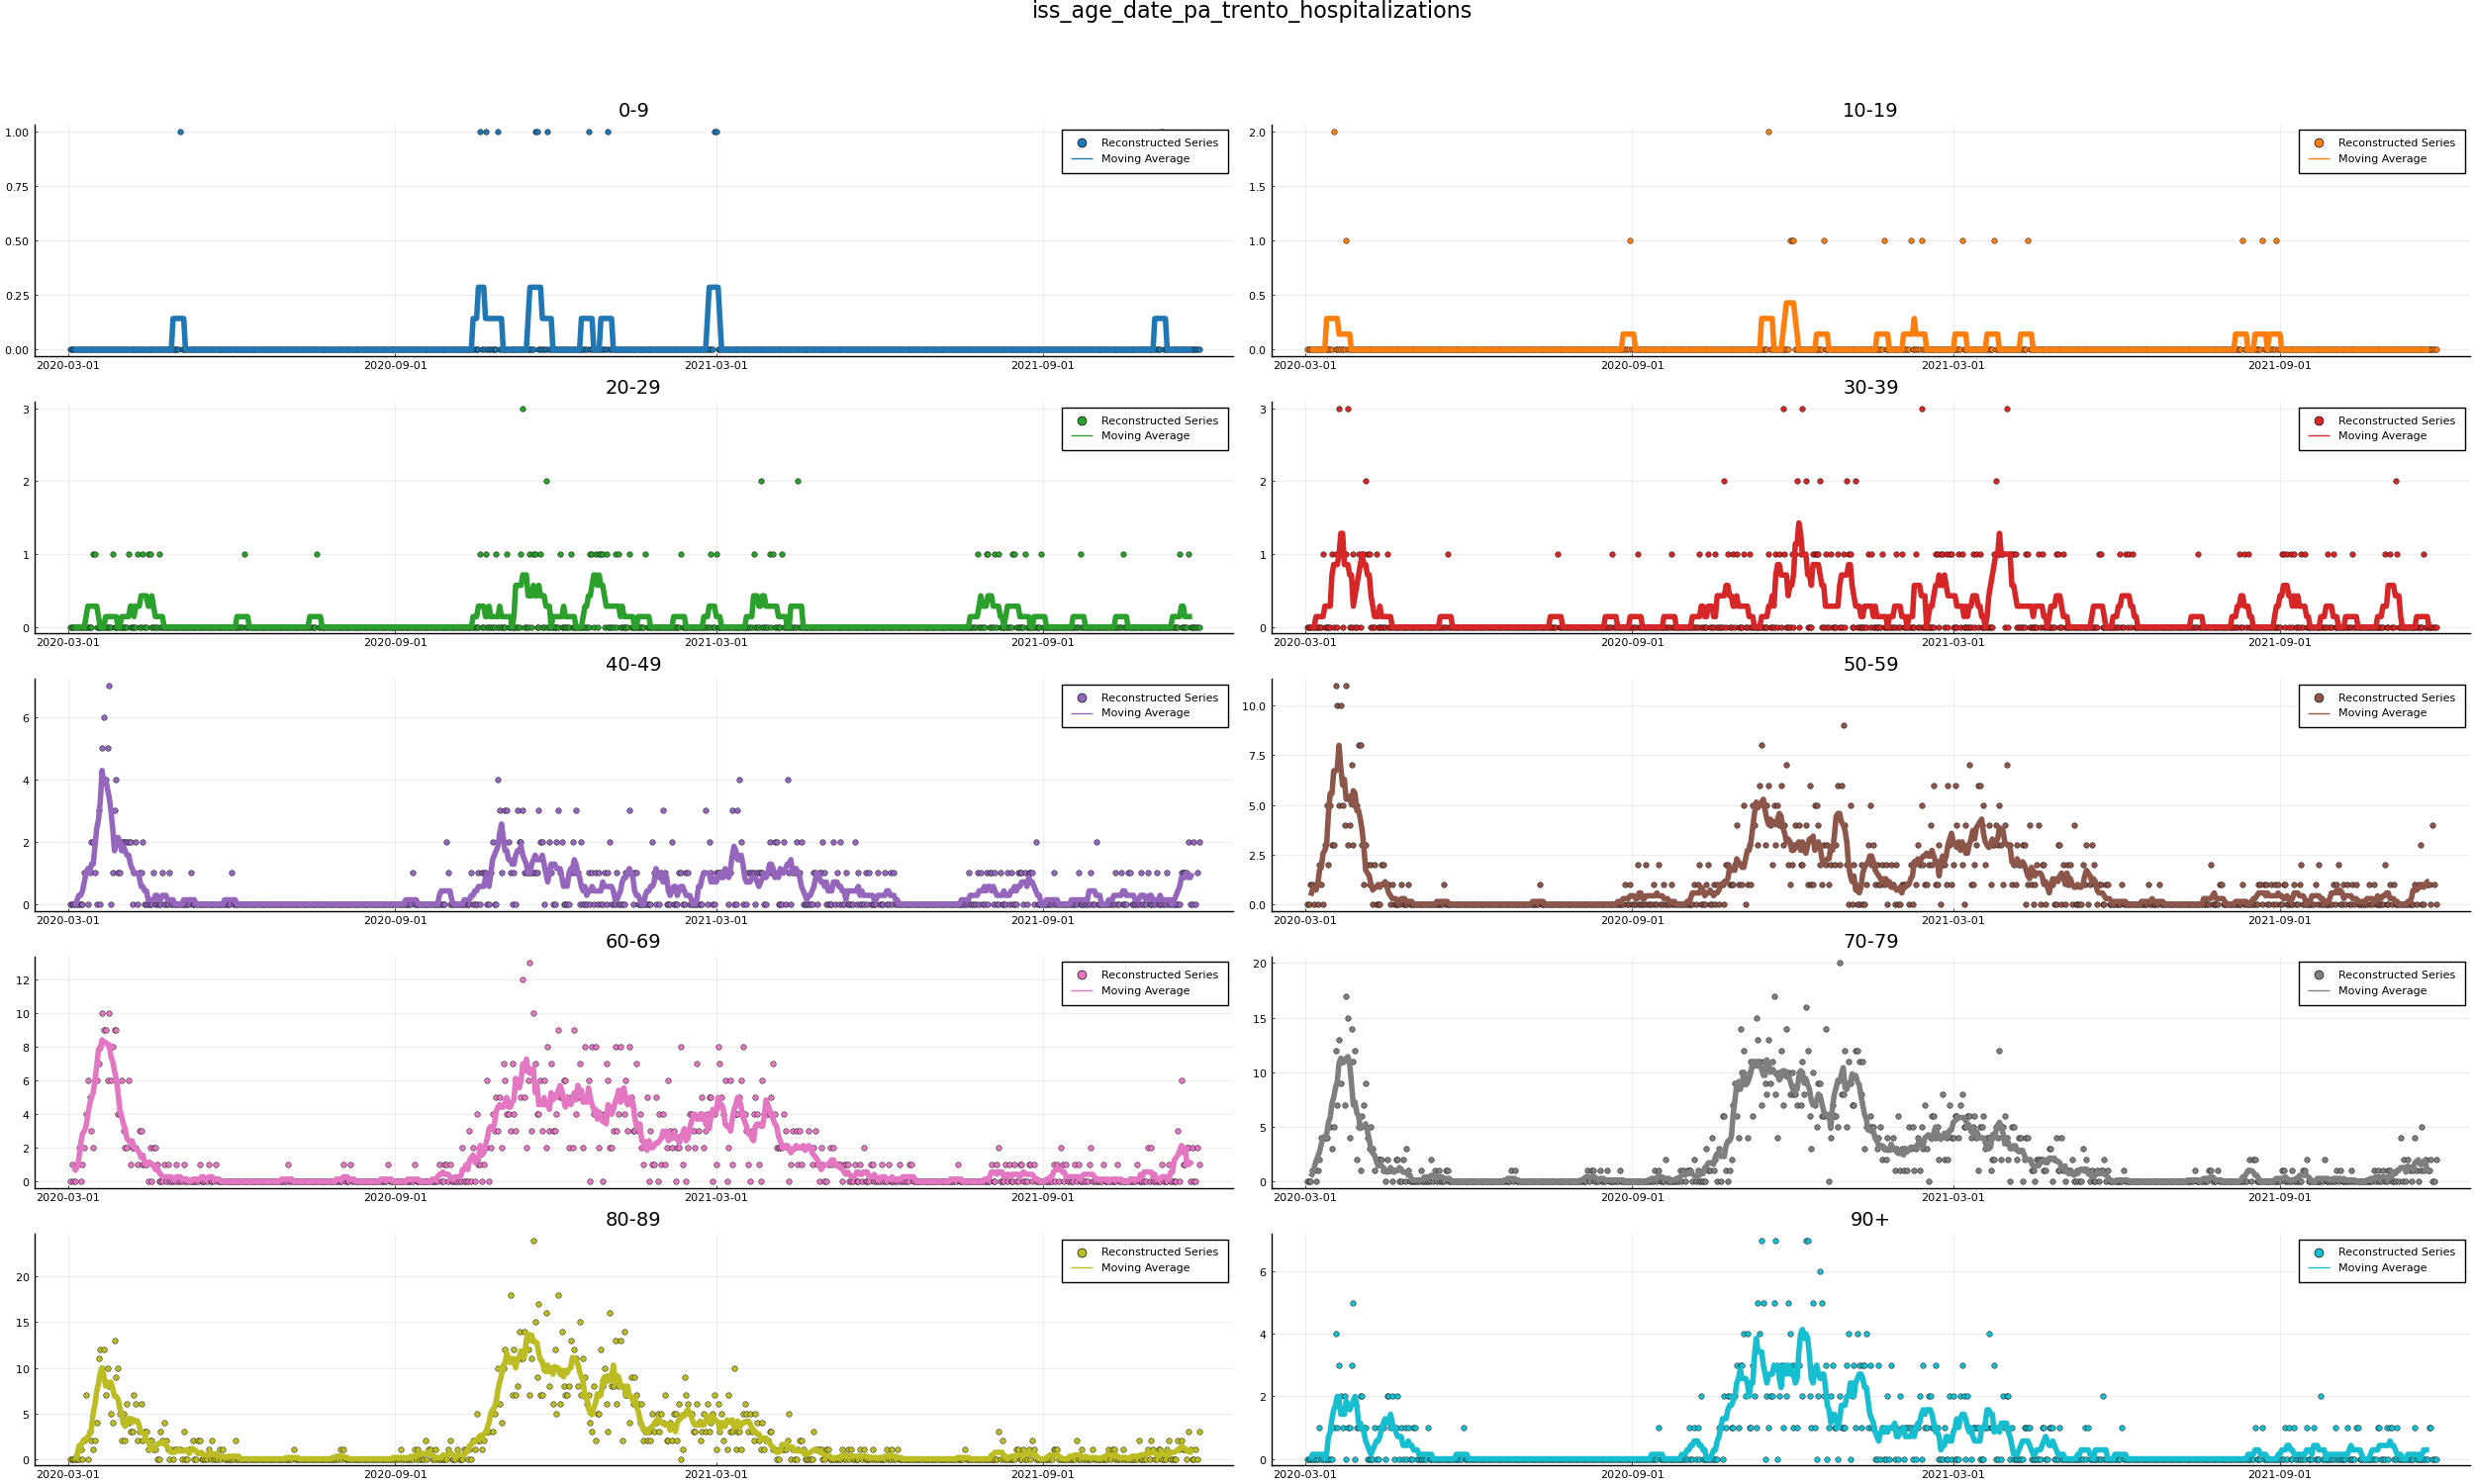 iss_age_date_pa_trento_hospitalizations
0-9
1.00
0.75
0.50
0.25
0.00
Reconstructed Series
Moving Average
2020-03-01 2020-09-01 2021-03-01 2021-09-01
10-19
2.0
1.5
1.0
0.5
0.0
Reconstructed Series
Moving Average
2020-03-01 2020-09-01 2021-03-01 2021-09-01
20-29
3
2
1
0
Reconstructed Series
Moving Average
2020-03-01 2020-09-01 2021-03-01 2021-09-01
30-39
3
2
1
0
Reconstructed Series
Moving Average
2020-03-01 2020-09-01 2021-03-01 2021-09-01
40-49
6
4
2
0
Reconstructed Series
Moving Average
2020-03-01 2020-09-01 2021-03-01 2021-09-01
50-59
10.0
7.5
5.0
2.5
0.0
Reconstructed Series
Moving Average
2020-03-01 2020-09-01 2021-03-01 2021-09-01
60-69
12
10
8
6
4
2
0
Reconstructed Series
Moving Average
2020-03-01 2020-09-01 2021-03-01 2021-09-01
70-79
20
15
10
5
0
Reconstructed Series
Moving Average
2020-03-01 2020-09-01 2021-03-01 2021-09-01
80-89
20
15
10
5
0
Reconstructed Series
Moving Average
2020-03-01 2020-09-01 2021-03-01 2021-09-01
90+
6
4
2
0
Reconstructed Series
Moving Average
2020-03-01 2020-09-01 2021-03-01 2021-09-01